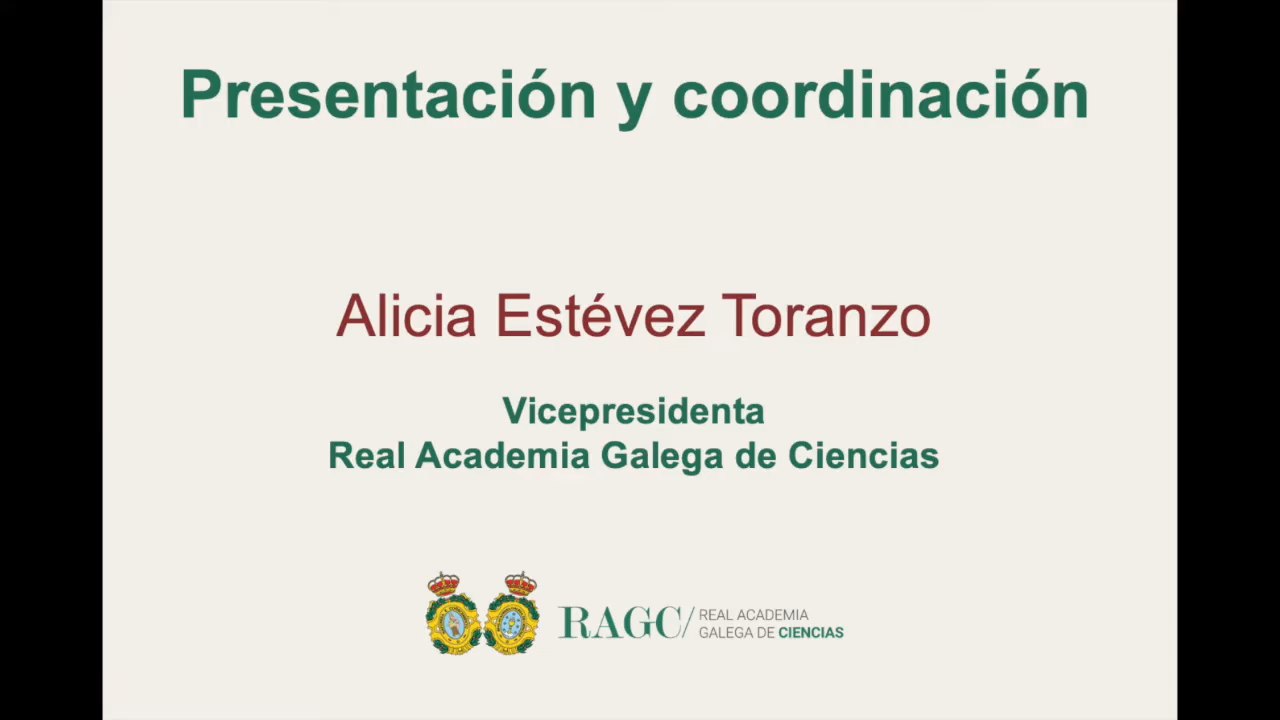 Presentación y coordinación
Alicia Estévez Toranzo
Vicepresidenta
Real Academia Galega de Ciencias
RAGC/ REAL ACADEMIA
GALEGA DE CIENCIAS